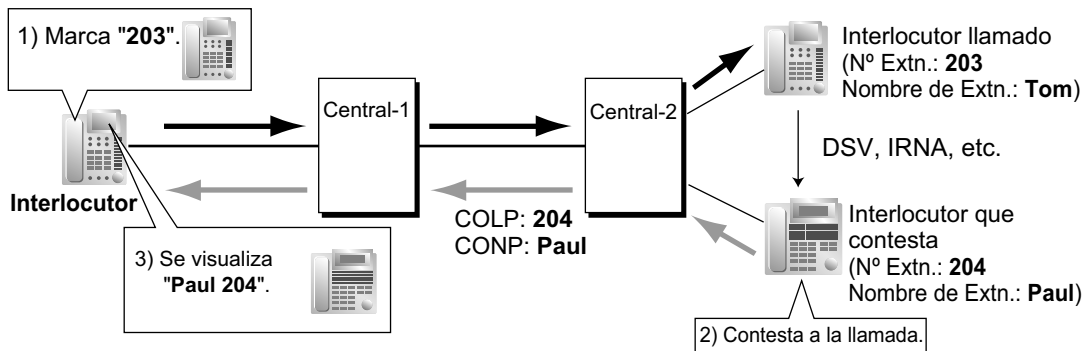 1) Marca "203".
Interlocutor
Central-1
Central-2
Interlocutor llamado
(Nº Extn.: 203
Nombre de Extn.: Tom)
DSV, IRNA, etc.
COLP: 204
CONP: Paul
3) Se visualiza
"Paul 204".
Interlocutor que
contesta
(Nº Extn.: 204
Nombre de Extn.: Paul)
2) Contesta a la llamada.